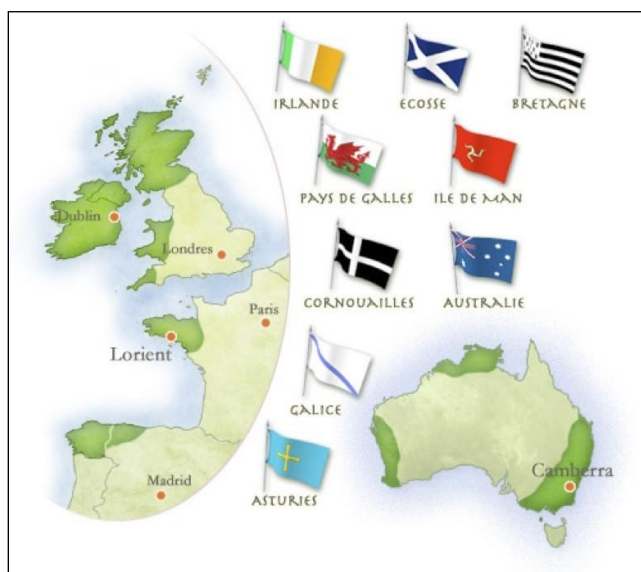 IRLANDE
ECOSSE
BRETAGNE
PAYS DE GALLES
ILE DE MAN
CORNOUAILLES
AUSTRALIE
GALICE
ASTURIES
Dublin
Londres
Paris
Lorient
Madrid
Camberra